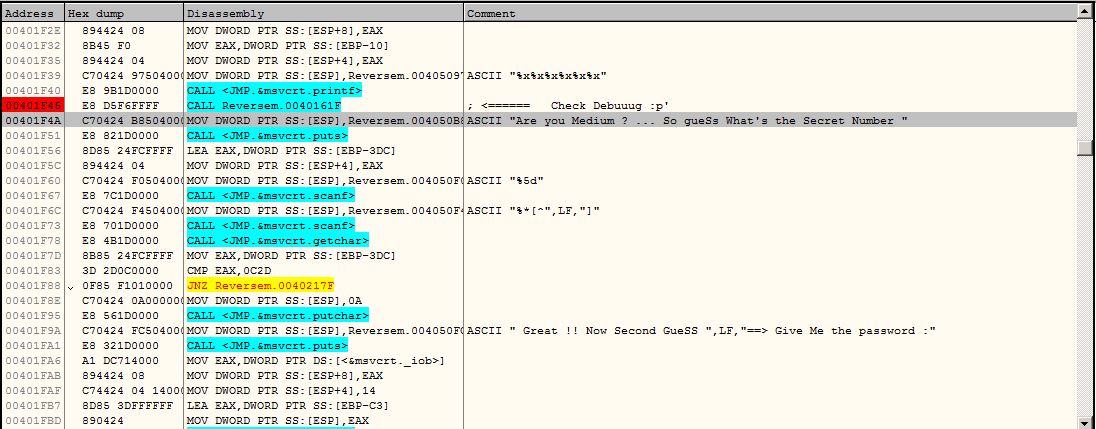 Address Hex dump Disassembly Comment
00401F2E 894424 08 MOV DWORD PTR SS:[ESP+8],EAX
00401F32 8B45 F0 MOV EAX,DWORD PTR SS:[EBP-10]
00401F35 894424 04 MOV DWORD PTR SS:[ESP+4],EAX
00401F39 C70424 9750400 MOV DWORD PTR SS:[ESP],Reversem.00405097 ASCII "%x%x%x%x%x%x"
00401F40 E8 9B1D0000 CALL <JMP.&msvcrt.printf>
00401F45 E8 D5F6FFFF CALL Reversem.0040161F ; <====== Check Debuuug :p'
00401F4A C70424 B850400 MOV DWORD PTR SS:[ESP],Reversem.004050B8 ASCII "Are you Medium ? ... So gueSs What's the Secret Number "
00401F51 E8 821D0000 CALL <JMP.&msvcrt.puts>
00401F56 8D85 24FCFFFF LEA EAX,DWORD PTR SS:[EBP-3DC]
00401F5C 894424 04 MOV DWORD PTR SS:[ESP+4],EAX
00401F60 C70424 F050400 MOV DWORD PTR SS:[ESP],Reversem.004050F0 ASCII "%5d"
00401F67 E8 7C1D0000 CALL <JMP.&msvcrt.scanf>
00401F6C C70424 F450400 MOV DWORD PTR SS:[ESP],Reversem.004050F4 ASCII "%*[^",LF,"]"
00401F73 E8 701D0000 CALL <JMP.&msvcrt.scanf>
00401F78 E8 4B1D0000 CALL <JMP.&msvcrt.getchar>
00401F7D 8B85 24FCFFFF MOV EAX,DWORD PTR SS:[EBP-3DC]
00401F83 3D 2D0C0000 CMP EAX,0C2D
00401F88 0F85 F1010000 JNZ Reversem.0040217F
00401F8E C70424 0A00000 MOV DWORD PTR SS:[ESP],0A
00401F95 E8 561D0000 CALL <JMP.&msvcrt.putchar>
00401F9A C70424 FC50400 MOV DWORD PTR SS:[ESP],Reversem.004050FC ASCII " Great !! Now Second GueSS ",LF,"==> Give Me the password :"
00401FA1 E8 321D0000 CALL <JMP.&msvcrt.puts>
00401FA6 A1 DC714000 MOV EAX,DWORD PTR DS:[<&msvcrt._iob>]
00401FAB 894424 08 MOV DWORD PTR SS:[ESP+8],EAX
00401FAF C74424 04 1400 MOV DWORD PTR SS:[ESP+4],14
00401FB7 8D85 3DFFFFFF LEA EAX,DWORD PTR SS:[EBP-C3]
00401FBD 890424 MOV DWORD PTR SS:[ESP],EAX